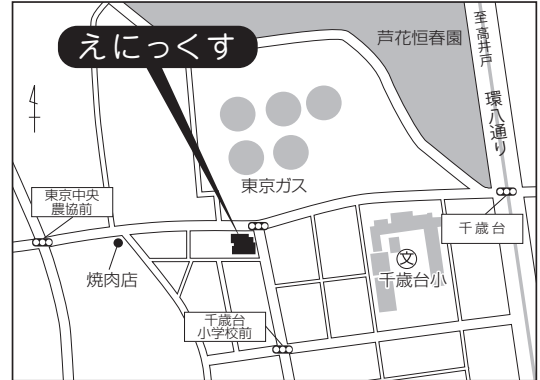 えにっくす
芦花恒春園
至高井戸
環八通り
東京ガス
東京中央
農協前
千歳台
焼肉店
文
千歳台小
千歳台
小学校前